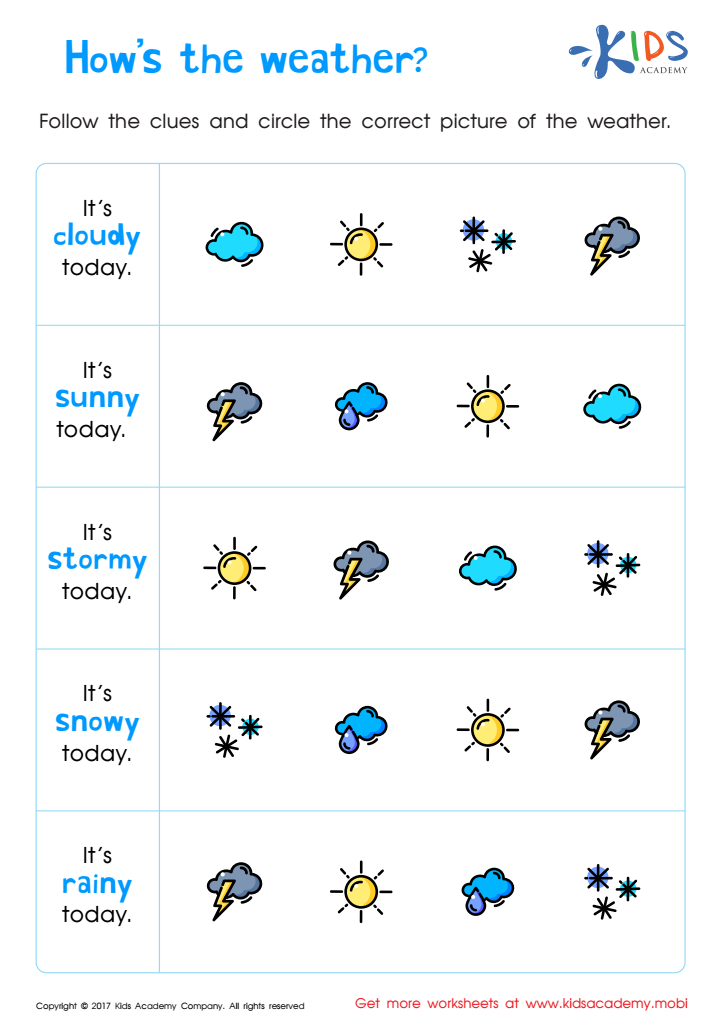 How's the weather?
KIDS
ACADEMY
Follow the clues and circle the correct picture of the weather.
It's
cloudy
today.
It's
sunny
today.
It's
stormy
today.
It's
snowy
today.
It's
rainy
today.
Copyright © 2017 Kids Academy Company. All rights reserved
Get more worksheets at www.kidsacademy.mobi